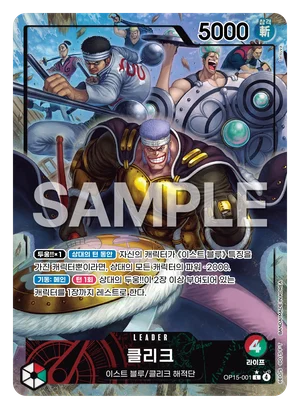 5000
삼격
斬
SAMPLE
두웅!!×1 상대의 턴 동안 자신의 캐릭터가 《이스트 블루》 특징을
가진 캐릭터뿐이라면, 상대의 모든 캐릭터의 파워 -2000.
기동: 메인 턴 1회 상대의 두웅!!이 2장 이상 부여되어 있는
캐릭터를 1장까지 레스트로 한다.
LEADER
클리크
이스트 블루/클리크 해적단
4
라이프
OP15-001 L